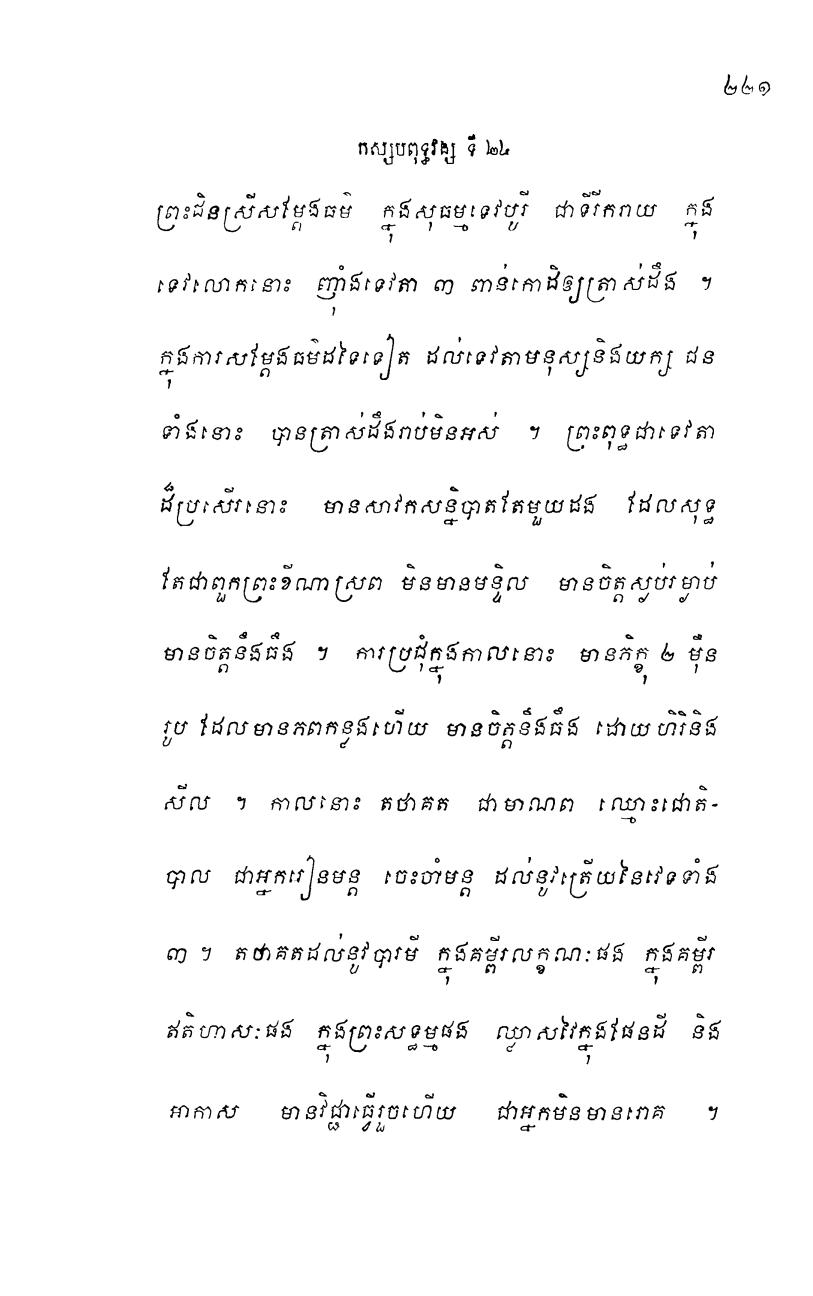 ២២១
កស្សបពុទ្ធវង្ស ទី ២៤
ព្រះជិនស្រីសម្ដែងធម៌ ក្នុងសុធម្មទេវបូរី ជាទីរីករាយ ក្នុង
ទេវលោកនោះ ញុំាងទេវតា ៣ ពាន់កោដិឲ្យត្រាស់ដឹង ។
ក្នុងការសម្ដែងធម៌ដទៃទៀត ដល់ទេវតាមនុស្សនិងយក្ស ជន
ទាំងនោះ បានត្រាស់ដឹងរាប់មិនអស់ ។ ព្រះពុទ្ធជាទេវតា
ដ៏ប្រសើរនោះ មានសាវកសន្និបាតតែមួយដង ដែលសុទ្ធ
តែជាពួកព្រះខីណាស្រព មិនមានមន្ទិល មានចិត្តស្ងប់រម្ងាប់
មានចិត្តនឹងធឹង ។ ការប្រជុំក្នុងកាលនោះ មានភិក្ខុ ២ ម៉ឺន
រូប ដែលមានភពកន្លងហើយ មានចិត្តនឹងធឹង ដោយហិរិនិង
សីល ។ កាលនោះ តថាគត ជាមាណព ឈ្មោះជោតិ-
បាល ជាអ្នករៀនមន្ត ចេះចាំមន្ត ដល់នូវត្រើយនៃវេទទាំង
៣ ។ តថាគតដល់នូវបារមី ក្នុងគម្ពីរលក្ខណៈផង ក្នុងគម្ពីរ
ឥតិហាសៈផង ក្នុងព្រះសទ្ធម្មផង ឈ្លាសវៃក្នុងផែនដី និង
អាកាស មានវិជ្ជាធ្វើរួចហើយ ជាអ្នកមិនមានរោគ ។